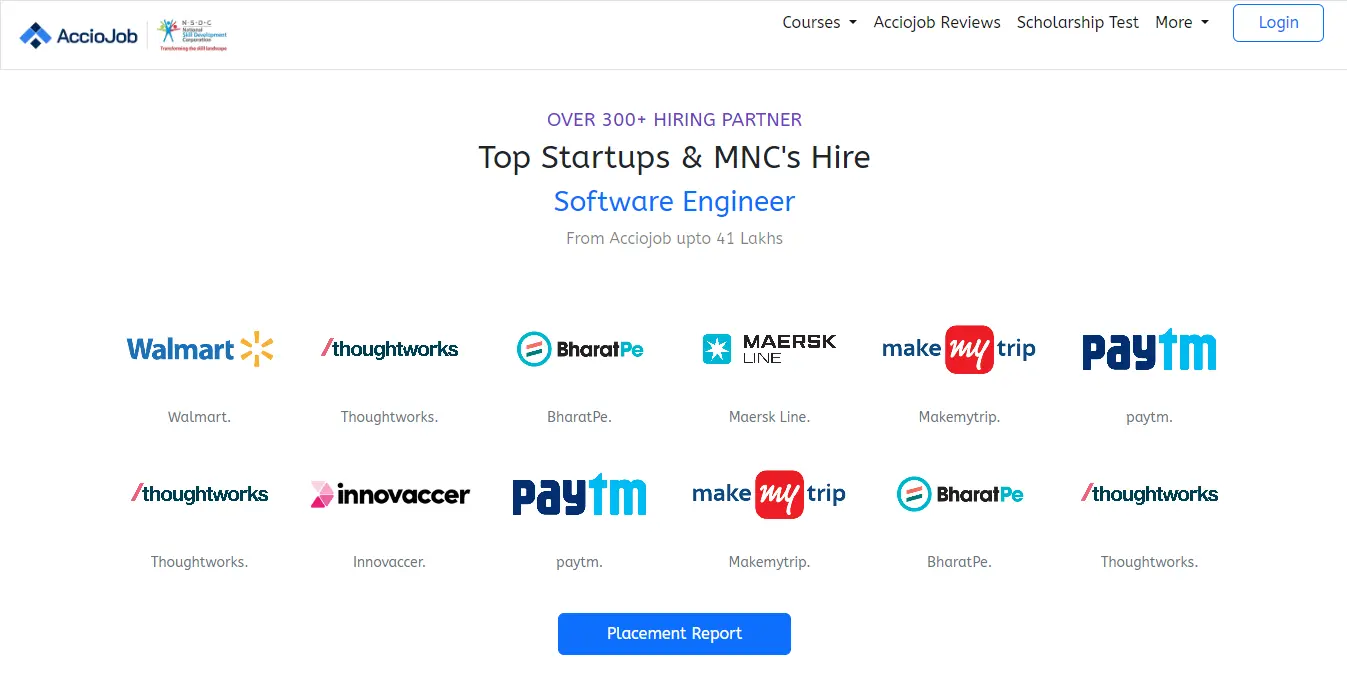 AccioJob
N·S·D·C
National
Skill Development
Corporation
Transforming the skill landscape
Courses
Acciojob Reviews
Scholarship Test
More
Login
OVER 300+ HIRING PARTNER
Top Startups & MNC's Hire
Software Engineer
From Acciojob upto 41 Lakhs
Walmart
/thoughtworks
BharatPe
MAERSK
LINE
make my trip
paytm
Walmart.
Thoughtworks.
BharatPe.
Maersk Line.
Makemytrip.
paytm.
/thoughtworks
innovaccer
paytm
make my trip
BharatPe
/thoughtworks
Thoughtworks.
Innovaccer.
paytm.
Makemytrip.
BharatPe.
Thoughtworks.
Placement Report